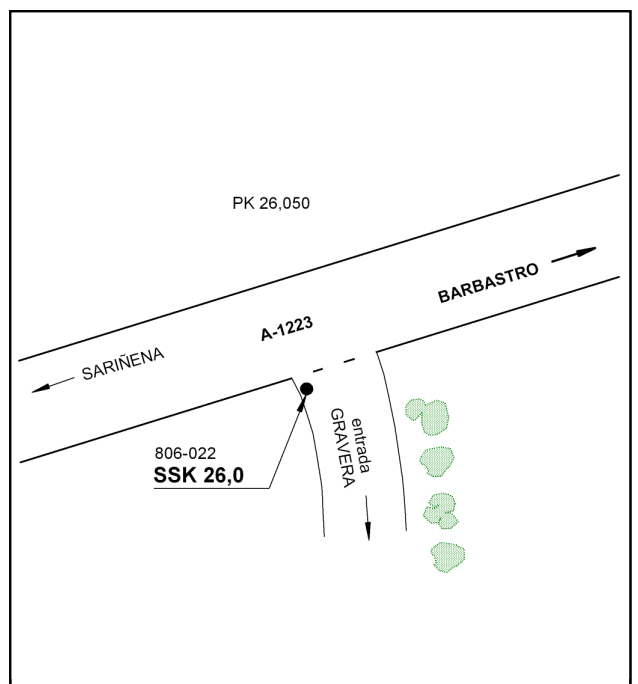 PK 26,050
BARBASTRO
A-1223
SARIÑENA
806-022
SSK 26,0
entrada
GRAVERA